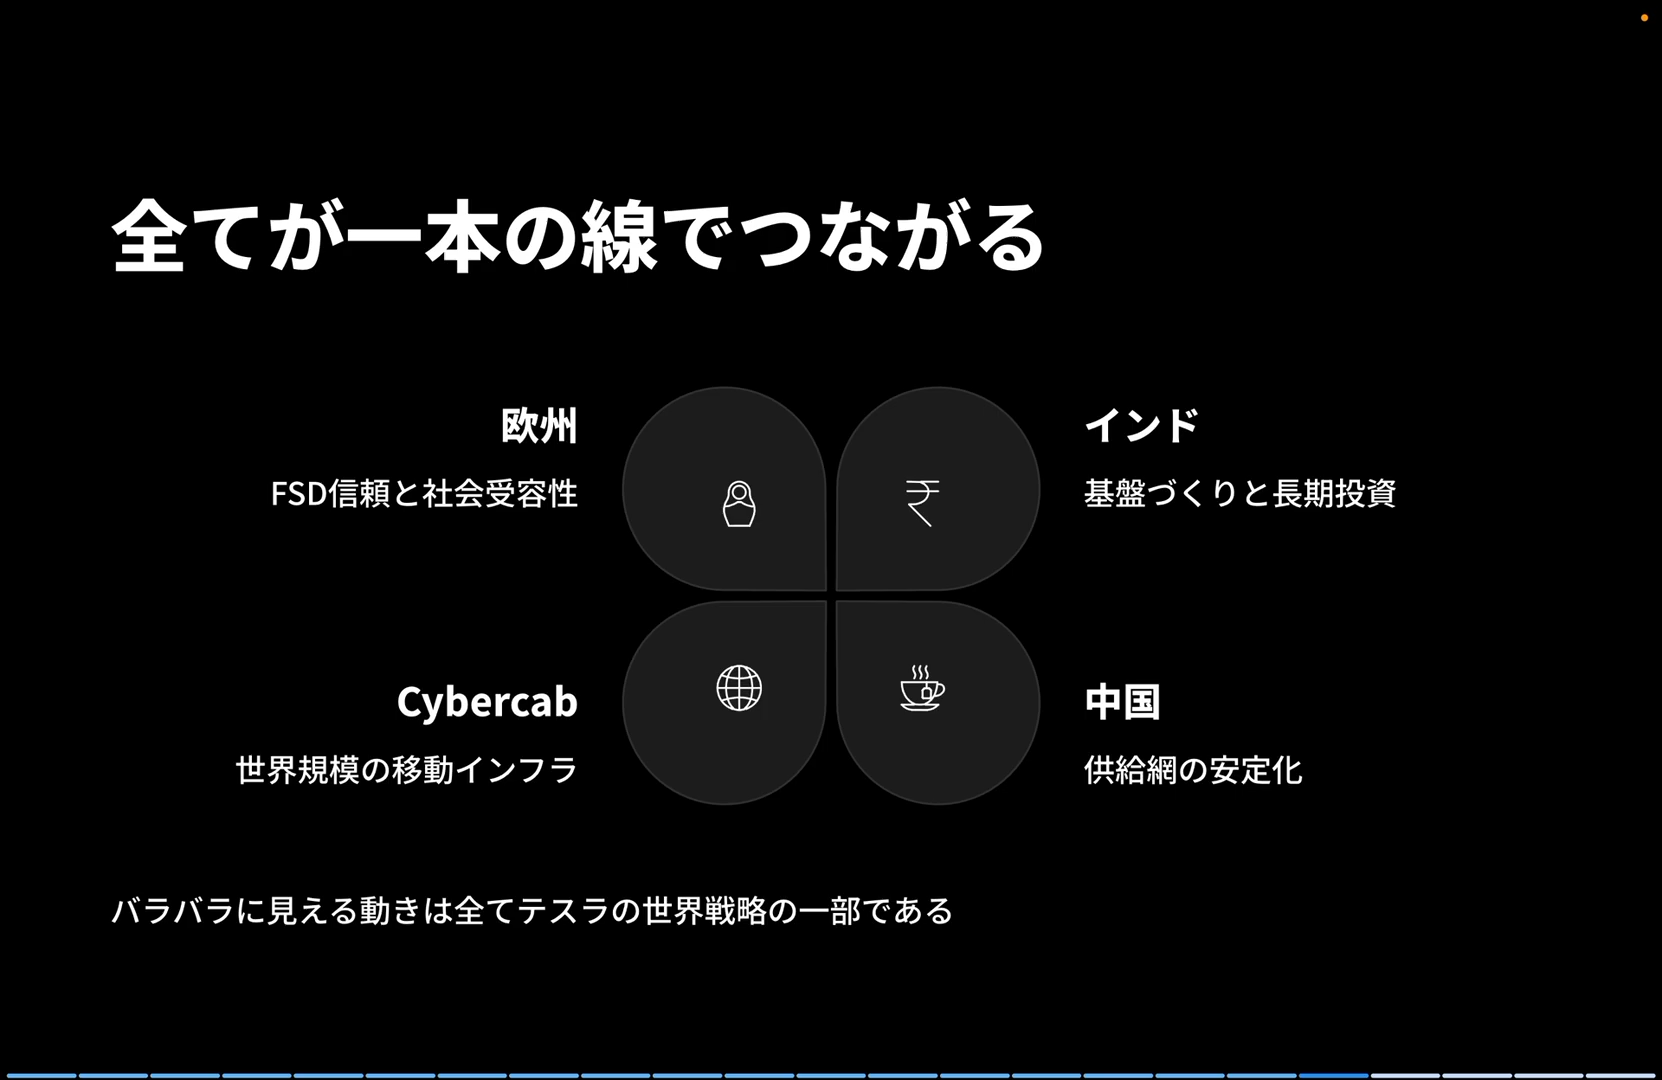 全てが一本の線でつながる
欧州
FSD信頼と社会受容性
インド
基盤づくりと長期投資
Cybercab
世界規模の移動インフラ
中国
供給網の安定化
バラバラに見える動きは全てテスラの世界戦略の一部である